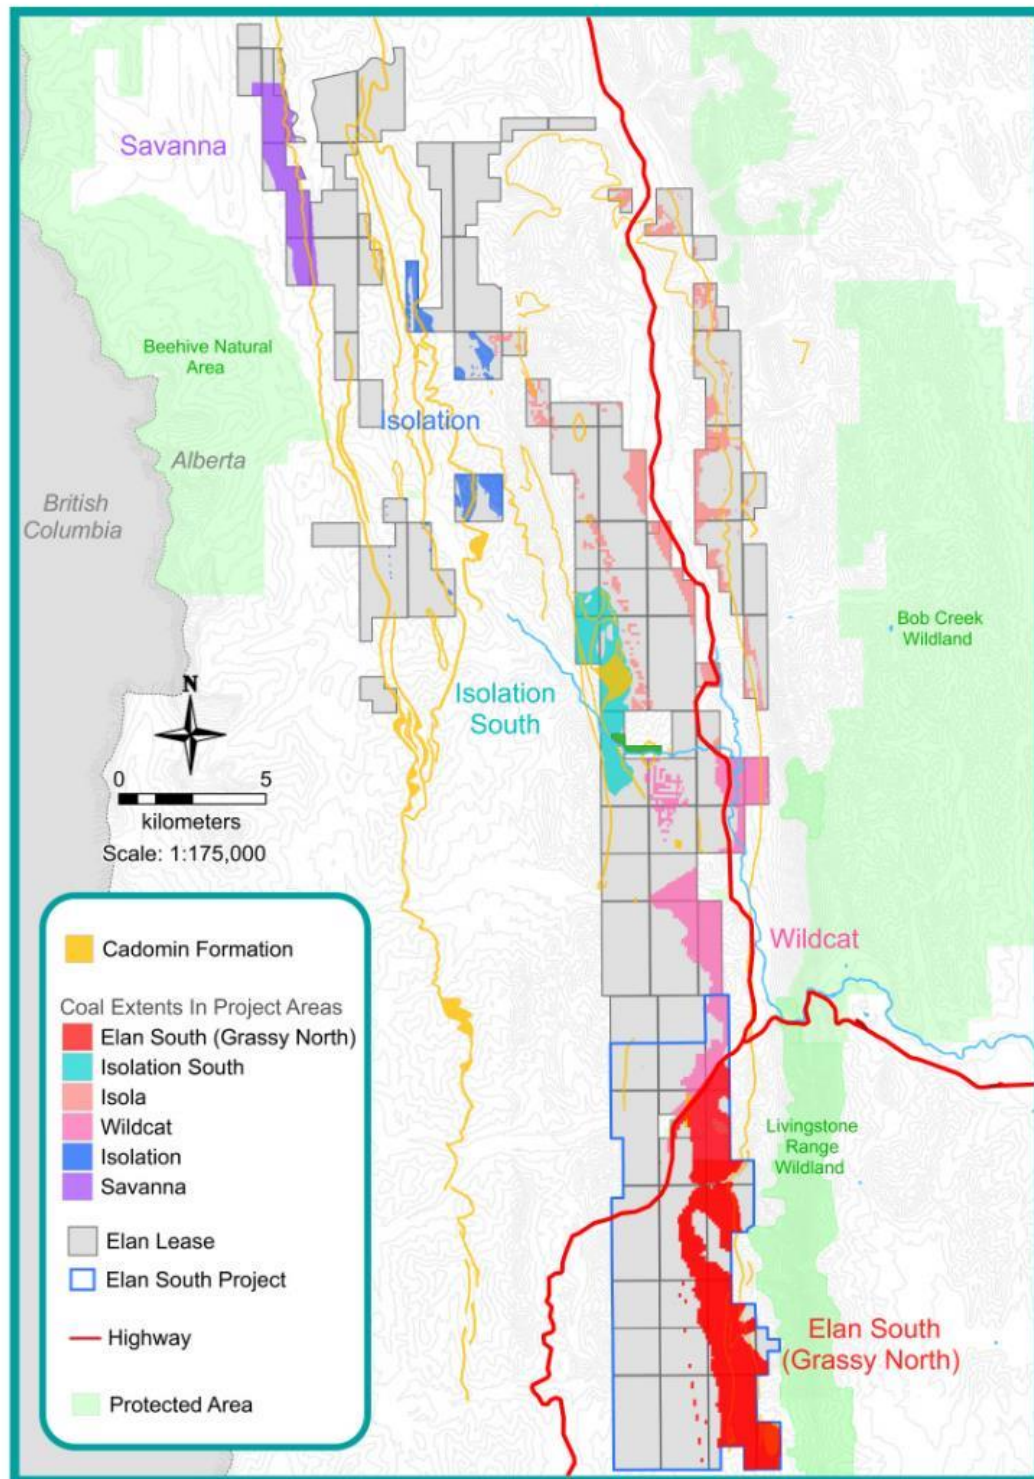 Savanna
Beehive Natural
Area
Isolation
Alberta
British
Columbia
Bob Creek
Wildland
Isolation
South
N
0 5
kilometers
Scale: 1:175,000
Wildcat
Livingstone
Range
Wildland
Elan South
(Grassy North)
Cadomin Formation
Coal Extents In Project Areas
Elan South (Grassy North)
Isolation South
Isola
Wildcat
Isolation
Savanna
Elan Lease
Elan South Project
Highway
Protected Area